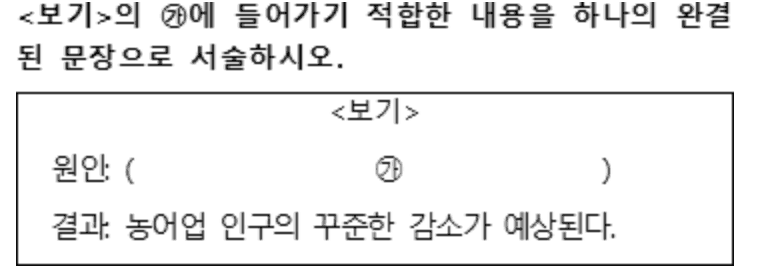 <보기>의 ㉮에 들어가기 적합한 내용을 하나의 완결
된 문장으로 서술하시오.
<보기>
원인: ( ㉮ )
결과: 농어업 인구의 꾸준한 감소가 예상된다.